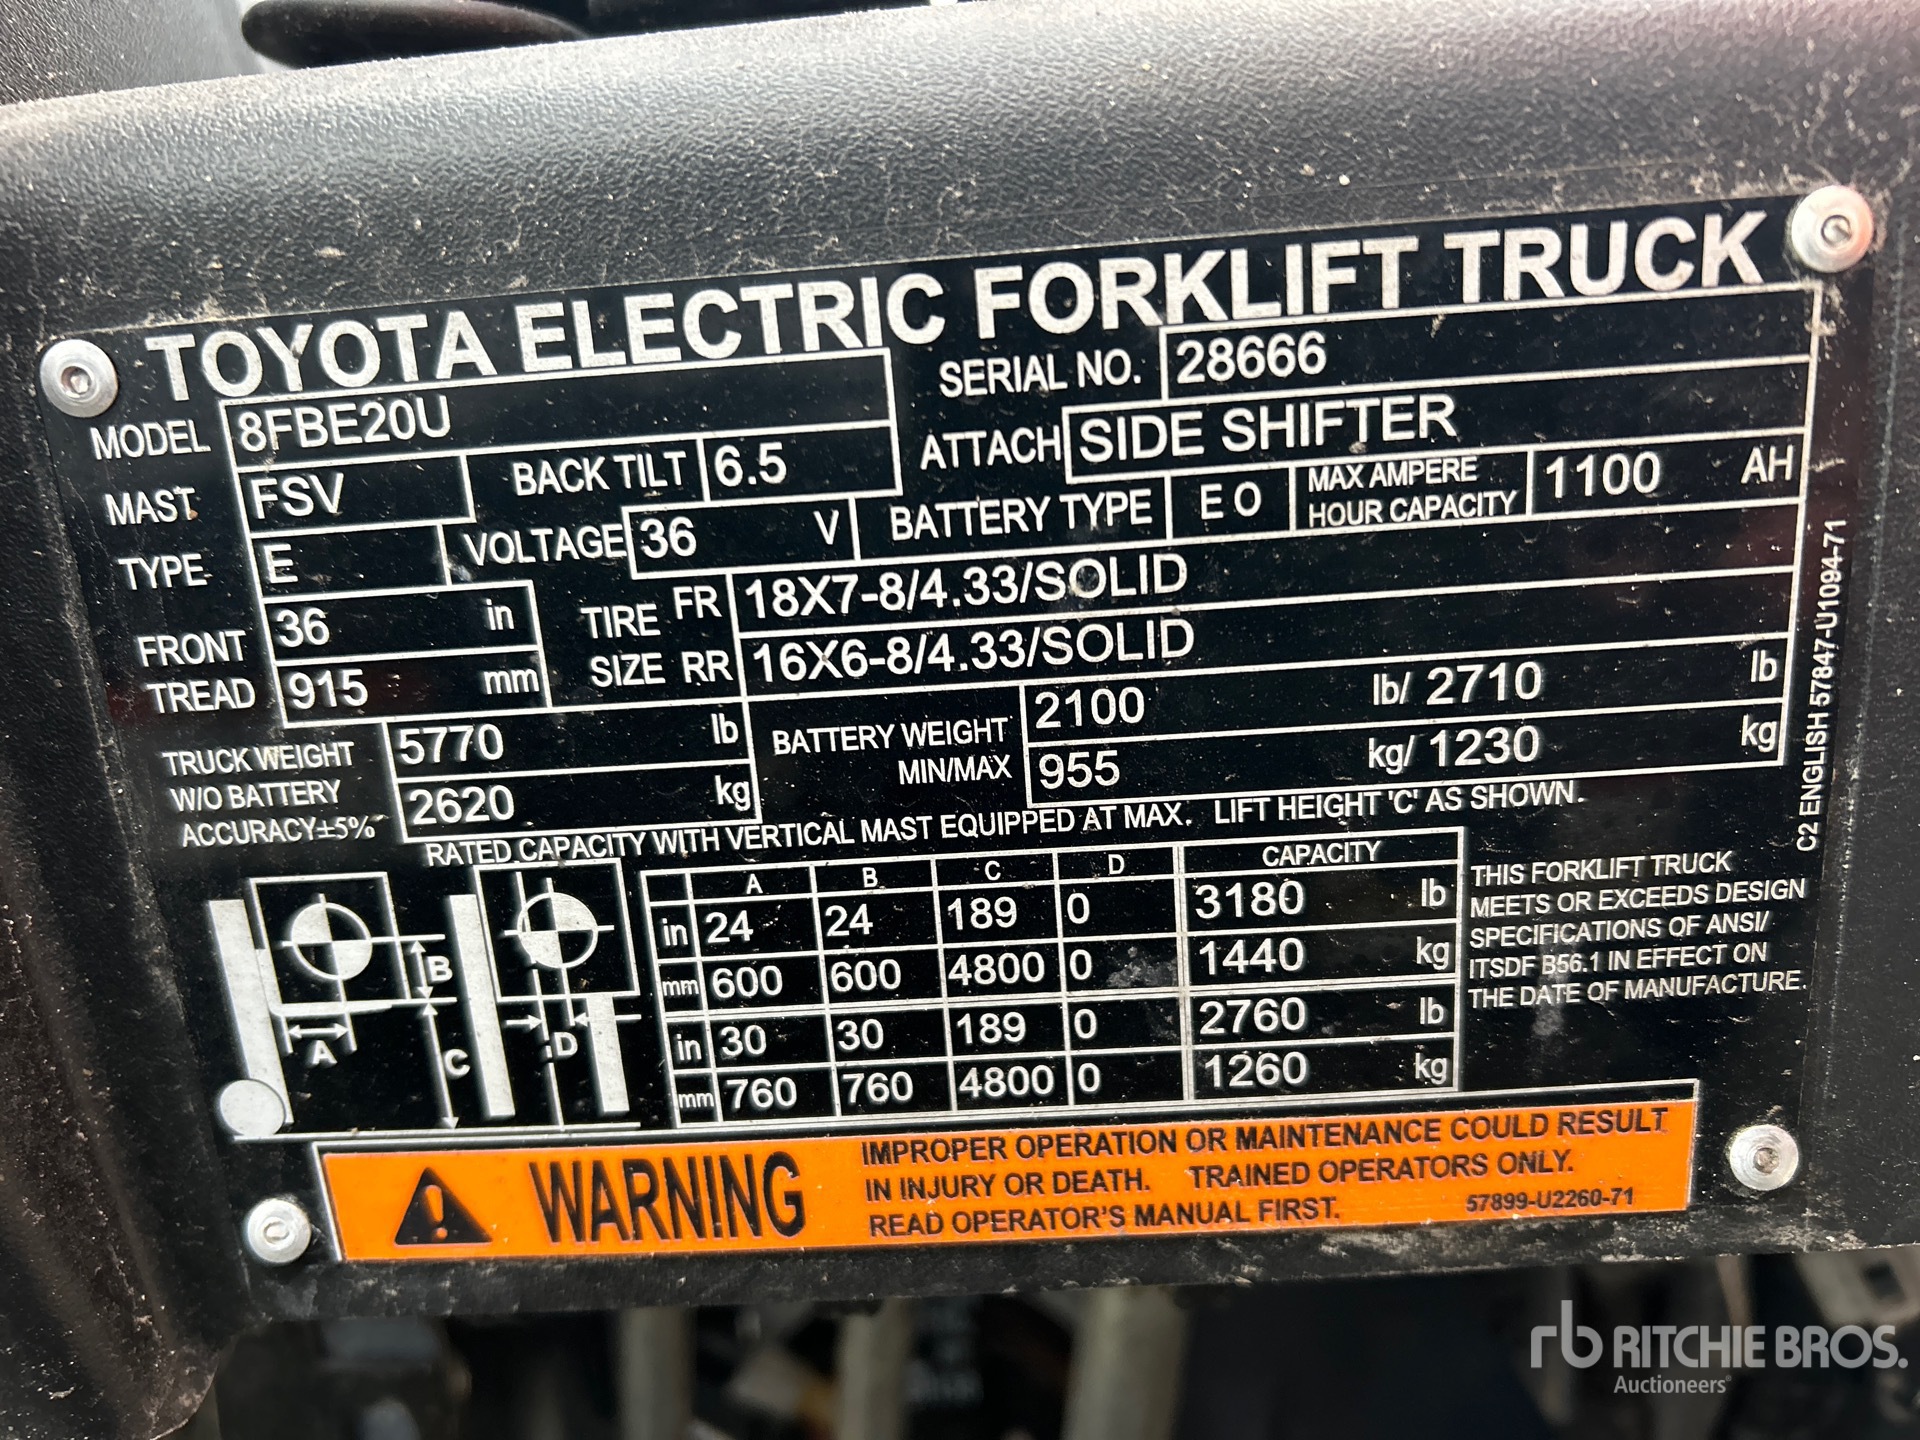 TOYOTA ELECTRIC FORKLIFT TRUCK
MODEL 8FBE20U SERIAL NO. 28666
MAST FSV BACK TILT 6.5 ATTACH SIDE SHIFTER
TYPE E VOLTAGE 36 V BATTERY TYPE E O MAX AMPERE HOUR CAPACITY 1100 AH
FRONT TREAD 36 in TIRE SIZE FR 18X7-8/4.33/SOLID
915 mm RR 16X6-8/4.33/SOLID
TRUCK WEIGHT W/O BATTERY ACCURACY±5% 5770 lb BATTERY WEIGHT MIN/MAX 2100 lb/ 2710 lb
2620 kg 955 kg/ 1230 kg
RATED CAPACITY WITH VERTICAL MAST EQUIPPED AT MAX. LIFT HEIGHT 'C' AS SHOWN.
A B C D CAPACITY
in 24 24 189 0 3180 lb
mm 600 600 4800 0 1440 kg
in 30 30 189 0 2760 lb
mm 760 760 4800 0 1260 kg
B
A
C
D
THIS FORKLIFT TRUCK
MEETS OR EXCEEDS DESIGN
SPECIFICATIONS OF ANSI/
ITSDF B56.1 IN EFFECT ON
THE DATE OF MANUFACTURE.
C2 ENGLISH 57847-U1094-71
WARNING
IMPROPER OPERATION OR MAINTENANCE COULD RESULT
IN INJURY OR DEATH. TRAINED OPERATORS ONLY.
READ OPERATOR'S MANUAL FIRST. 57899-U2260-71
rb RITCHIE BROS.
Auctioneers